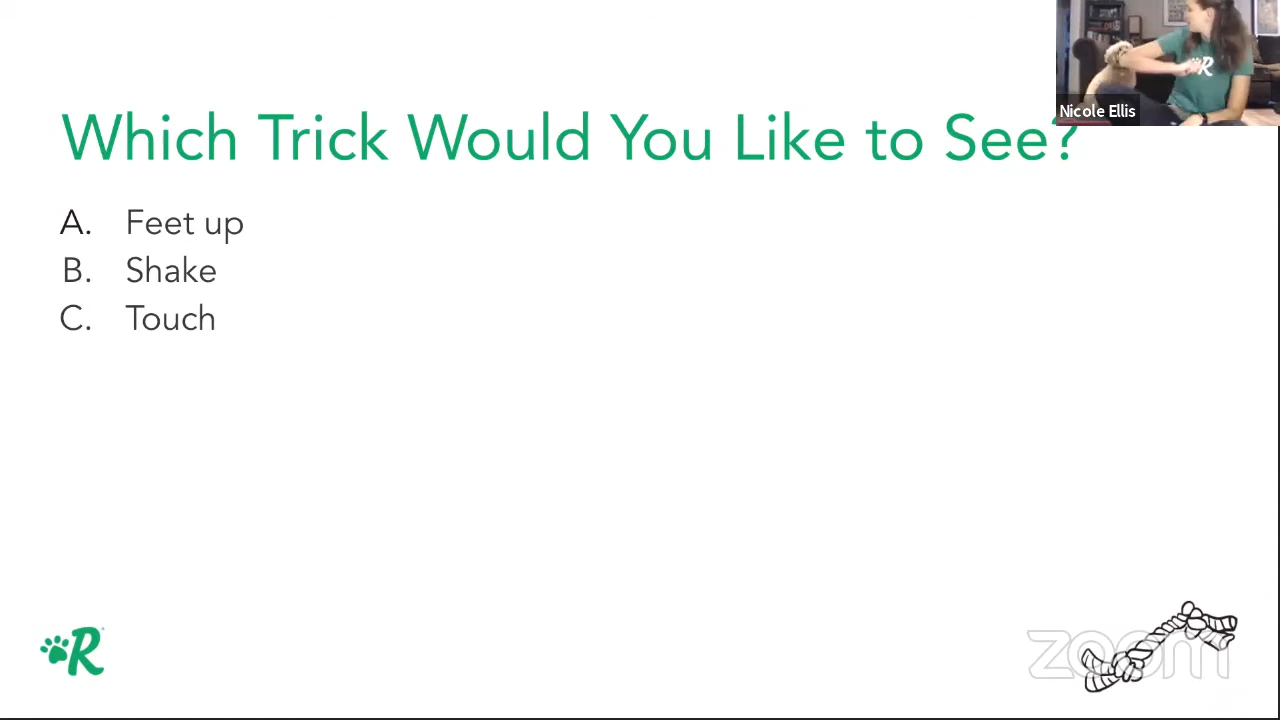 Nicole Ellis
Which Trick Would You Like to See?
A. Feet up
B. Shake
C. Touch
R
R
zoom